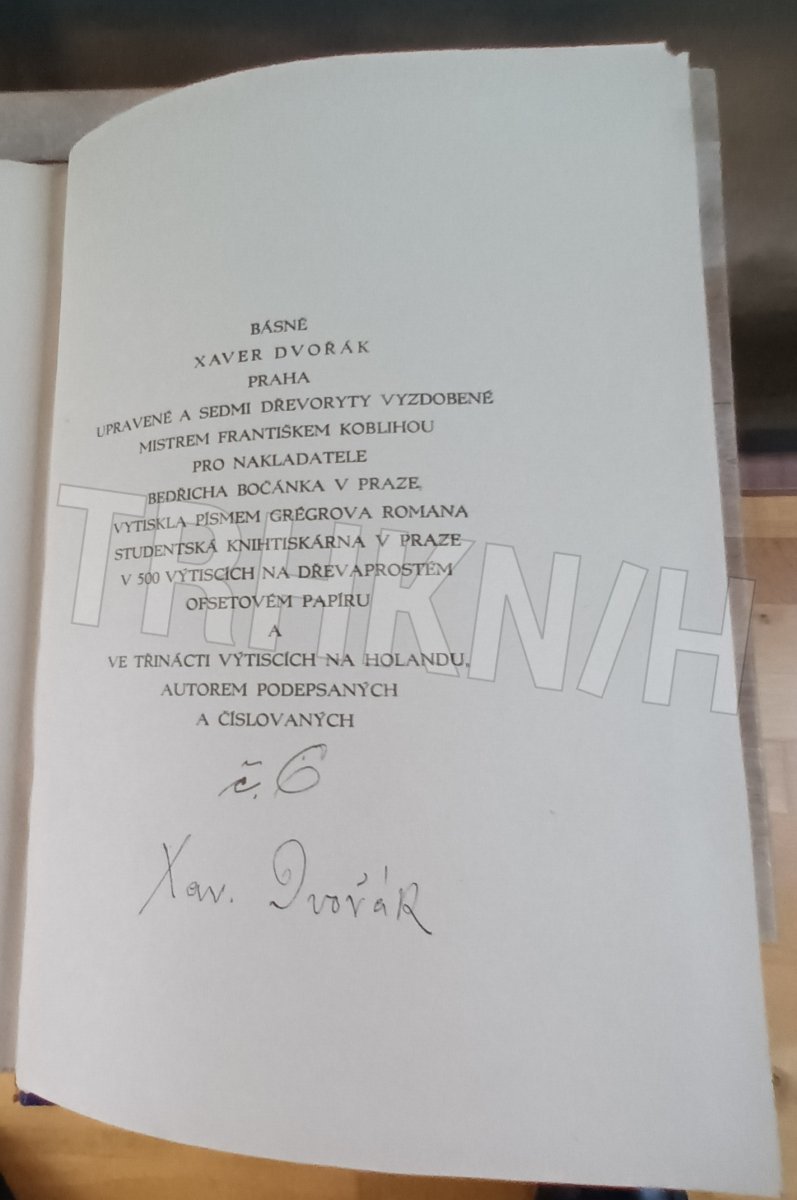 BÁSNĚ
XAVER DVOŘÁK
PRAHA
UPRAVENÉ A SEDMI DŘEVORYTY VYZDOBENÉ
MISTREM FRANTIŠKEM KOBLIHOU
PRO NAKLADATELE
BEDŘICHA BOČÁNKA V PRAZE,
VYTISKLA PÍSMEM GRÉGROVA ROMANA
STUDENTSKÁ KNIHTISKÁRNA V PRAZE
V 500 VÝTISCÍCH NA DŘEVAPROSTÉM
OFSETOVÉM PAPÍRU
A
VE TŘINÁCTI VÝTISCÍCH NA HOLANDU,
AUTOREM PODEPSANÝCH
A ČÍSLOVANÝCH
č. 6
Xav. Dvořák
TRHKNIH